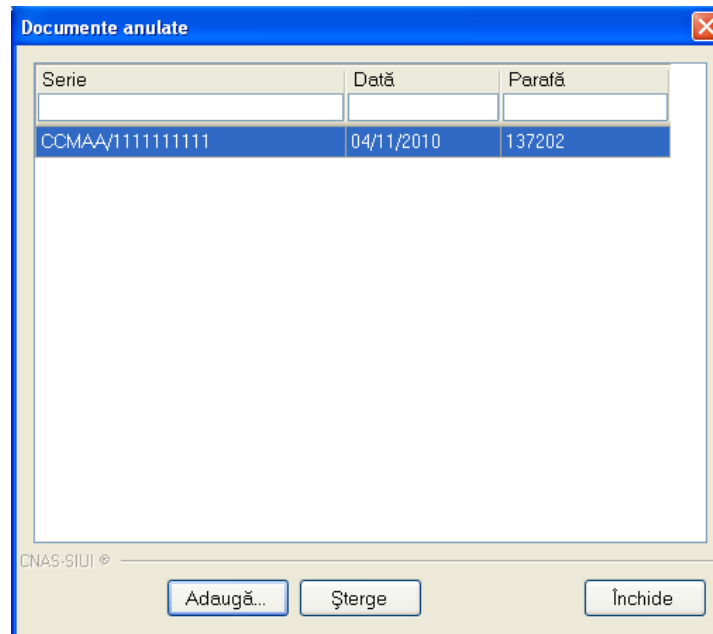 Documente anulate
Serie Dată Parafă
CCMAA/1111111111 04/11/2010 137202
CNAS-SIUI ®
Adaugă... Şterge Închide